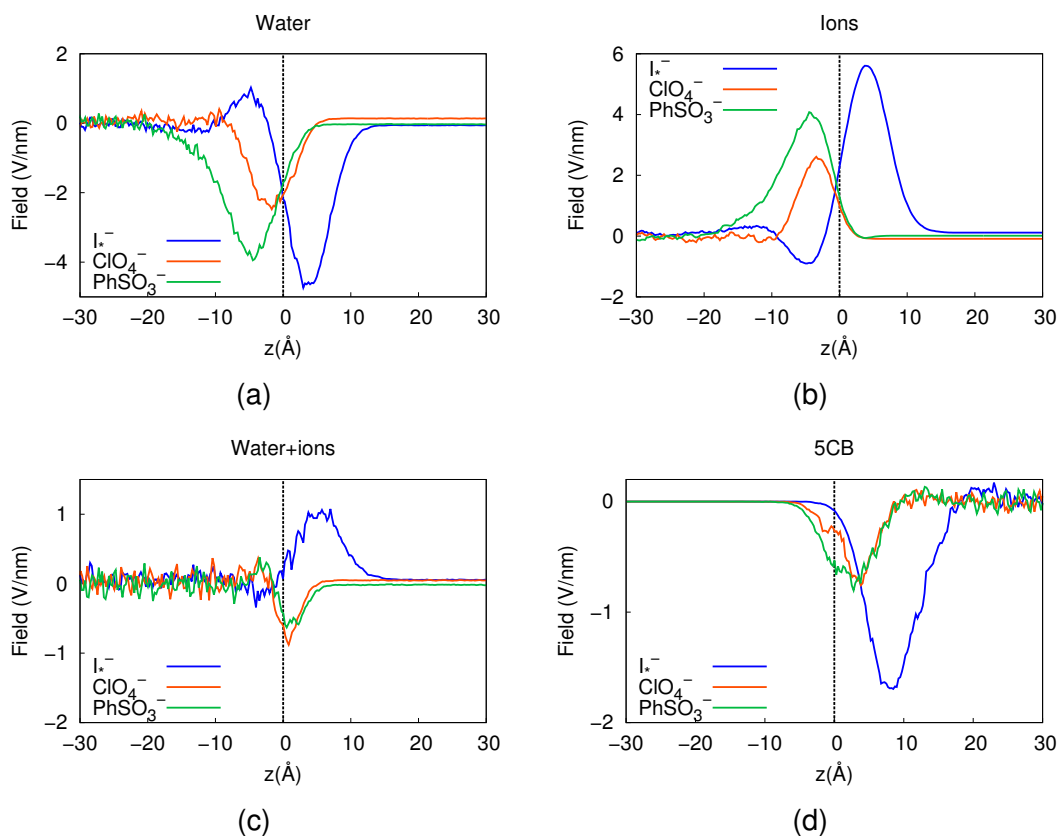 Water
Field (V/nm)
2
0
−2
−4
I*−
ClO4−
PhSO3−
−30 −20 −10 0 10 20 30
z(Å)
(a)
Ions
Field (V/nm)
6
4
2
0
−2
I*−
ClO4−
PhSO3−
−30 −20 −10 0 10 20 30
z(Å)
(b)
Water+ions
Field (V/nm)
1
0
−1
−2
I*−
ClO4−
PhSO3−
−30 −20 −10 0 10 20 30
z(Å)
(c)
5CB
Field (V/nm)
0
−1
−2
I*−
ClO4−
PhSO3−
−30 −20 −10 0 10 20 30
z(Å)
(d)